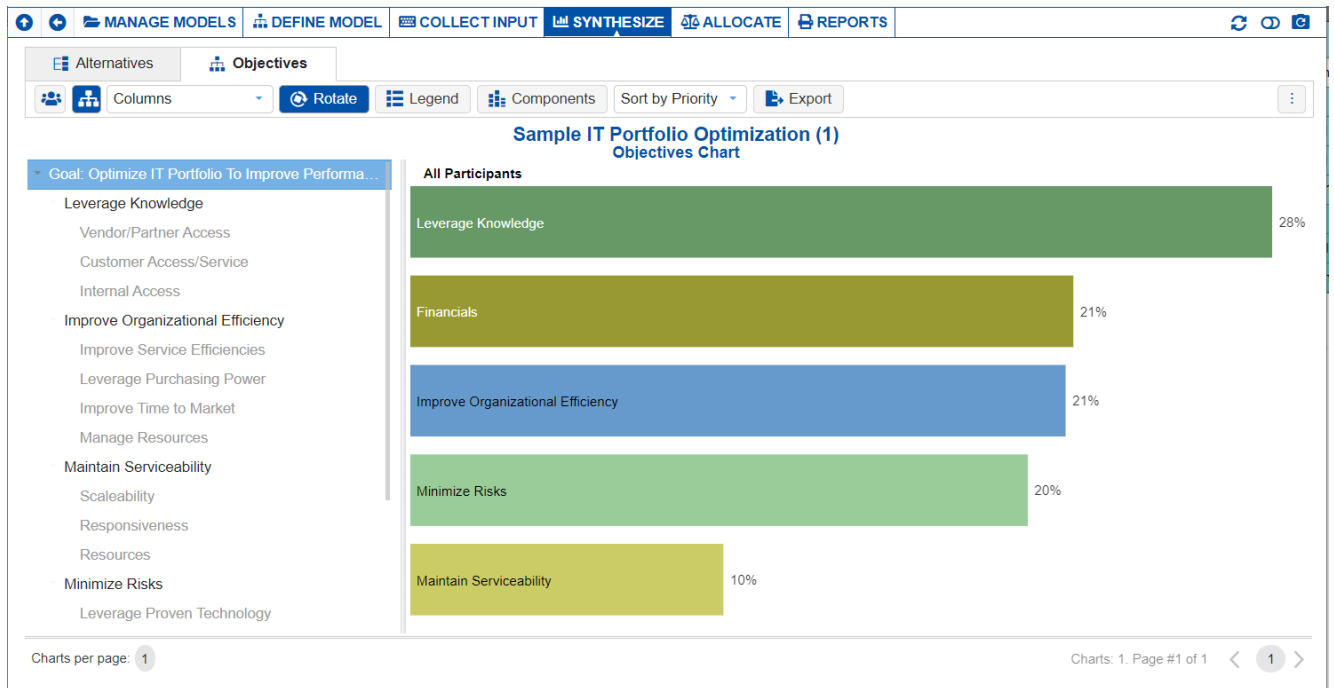 MANAGE MODELS DEFINE MODEL COLLECT INPUT SYNTHESIZE ALLOCATE REPORTS
Alternatives Objectives
Columns Rotate Legend Components Sort by Priority Export
Sample IT Portfolio Optimization (1)
Objectives Chart
Goal: Optimize IT Portfolio To Improve Performa...
Leverage Knowledge
Vendor/Partner Access
Customer Access/Service
Internal Access
Improve Organizational Efficiency
Improve Service Efficiencies
Leverage Purchasing Power
Improve Time to Market
Manage Resources
Maintain Serviceability
Scaleability
Responsiveness
Resources
Minimize Risks
Leverage Proven Technology
All Participants
Leverage Knowledge 28%
Financials 21%
Improve Organizational Efficiency 21%
Minimize Risks 20%
Maintain Serviceability 10%
Charts per page: 1
Charts: 1. Page #1 of 1 1